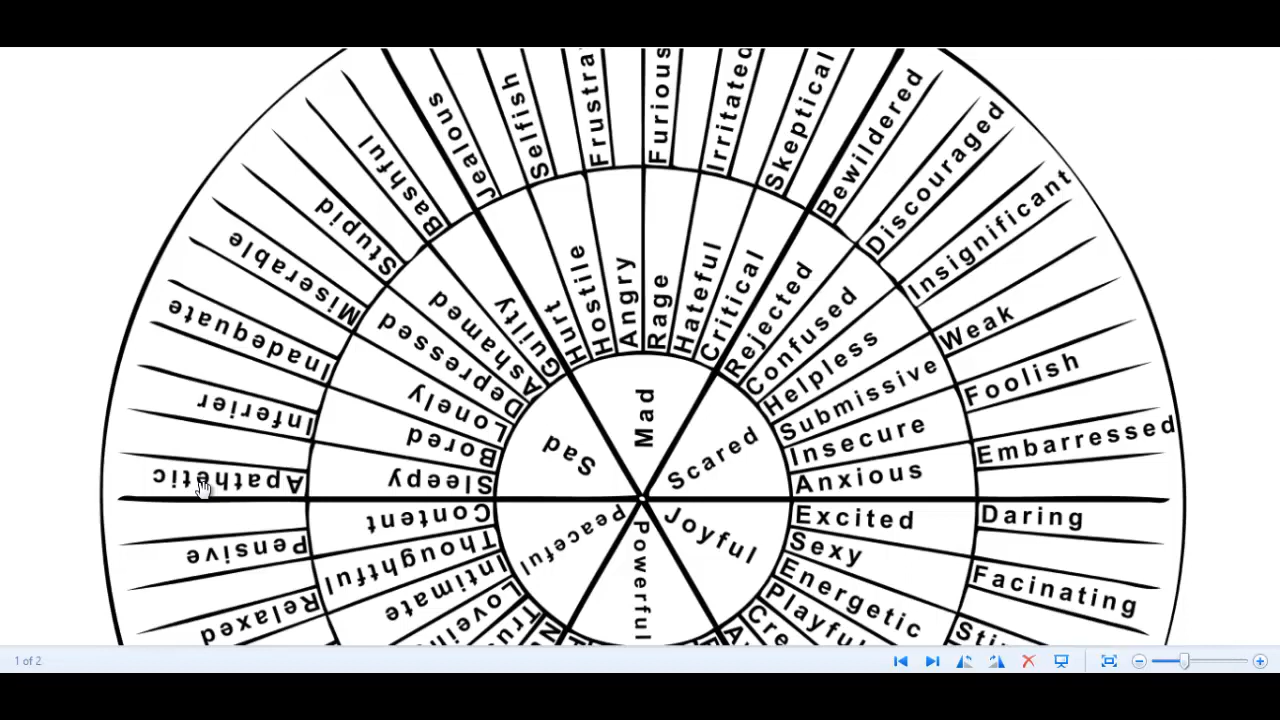 Mad
Scared
Joyful
Powerful
Peaceful
Sad
Hurt
Hostile
Angry
Rage
Hateful
Critical
Rejected
Confused
Helpless
Submissive
Insecure
Anxious
Excited
Sexy
Energetic
Playful
Content
Thoughtful
Intimate
Sleepy
Bored
Lonely
Depressed
Ashamed
Guilty
Jealous
Selfish
Frustra
Furious
Irritated
Skeptical
Bewildered
Discouraged
Insignificant
Weak
Foolish
Embarressed
Daring
Facinating
Relaxed
Pensive
Apathetic
Inferier
Inadequate
Miserable
Stupid
Bashful
1 of 2